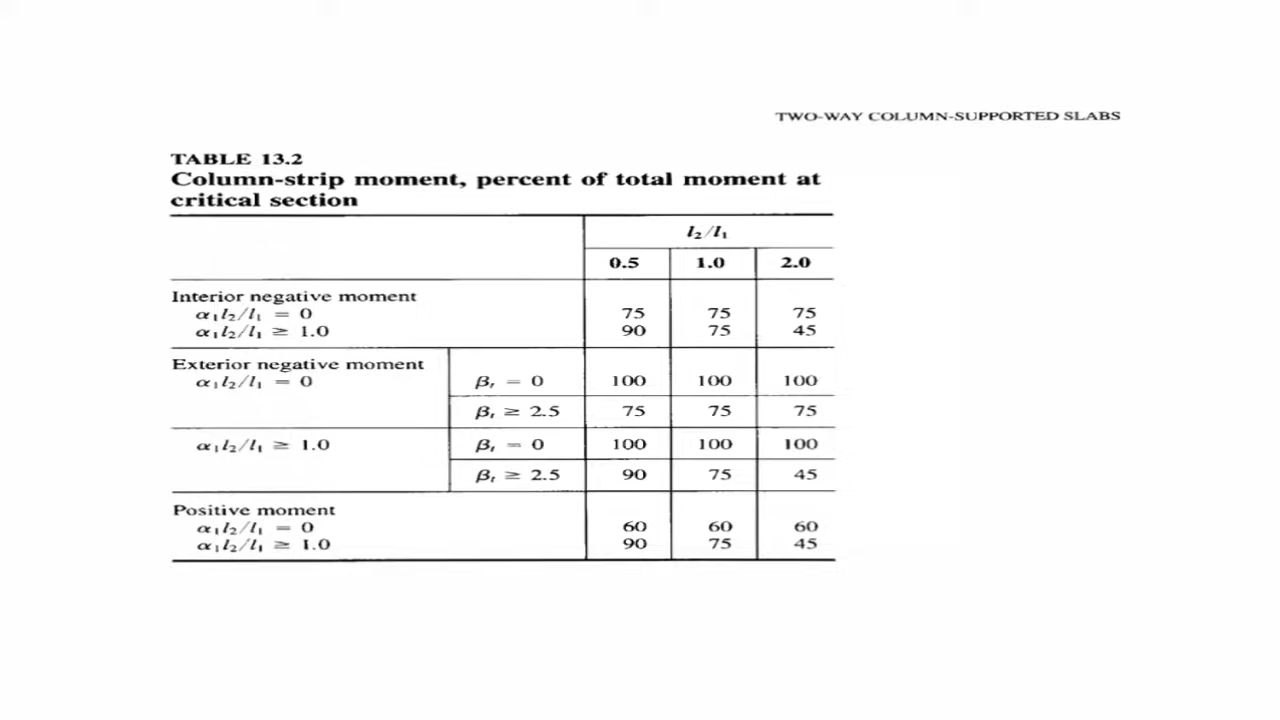 TWO-WAY COLUMN-SUPPORTED SLABS
TABLE 13.2
Column-strip moment, percent of total moment at
critical section
l₂/l₁
0.5 1.0 2.0
Interior negative moment
α₁l₂/l₁ = 0 75 75 75
α₁l₂/l₁ ≥ 1.0 90 75 45
Exterior negative moment
α₁l₂/l₁ = 0 βₜ = 0 100 100 100
βₜ ≥ 2.5 75 75 75
α₁l₂/l₁ ≥ 1.0 βₜ = 0 100 100 100
βₜ ≥ 2.5 90 75 45
Positive moment
α₁l₂/l₁ = 0 60 60 60
α₁l₂/l₁ ≥ 1.0 90 75 45